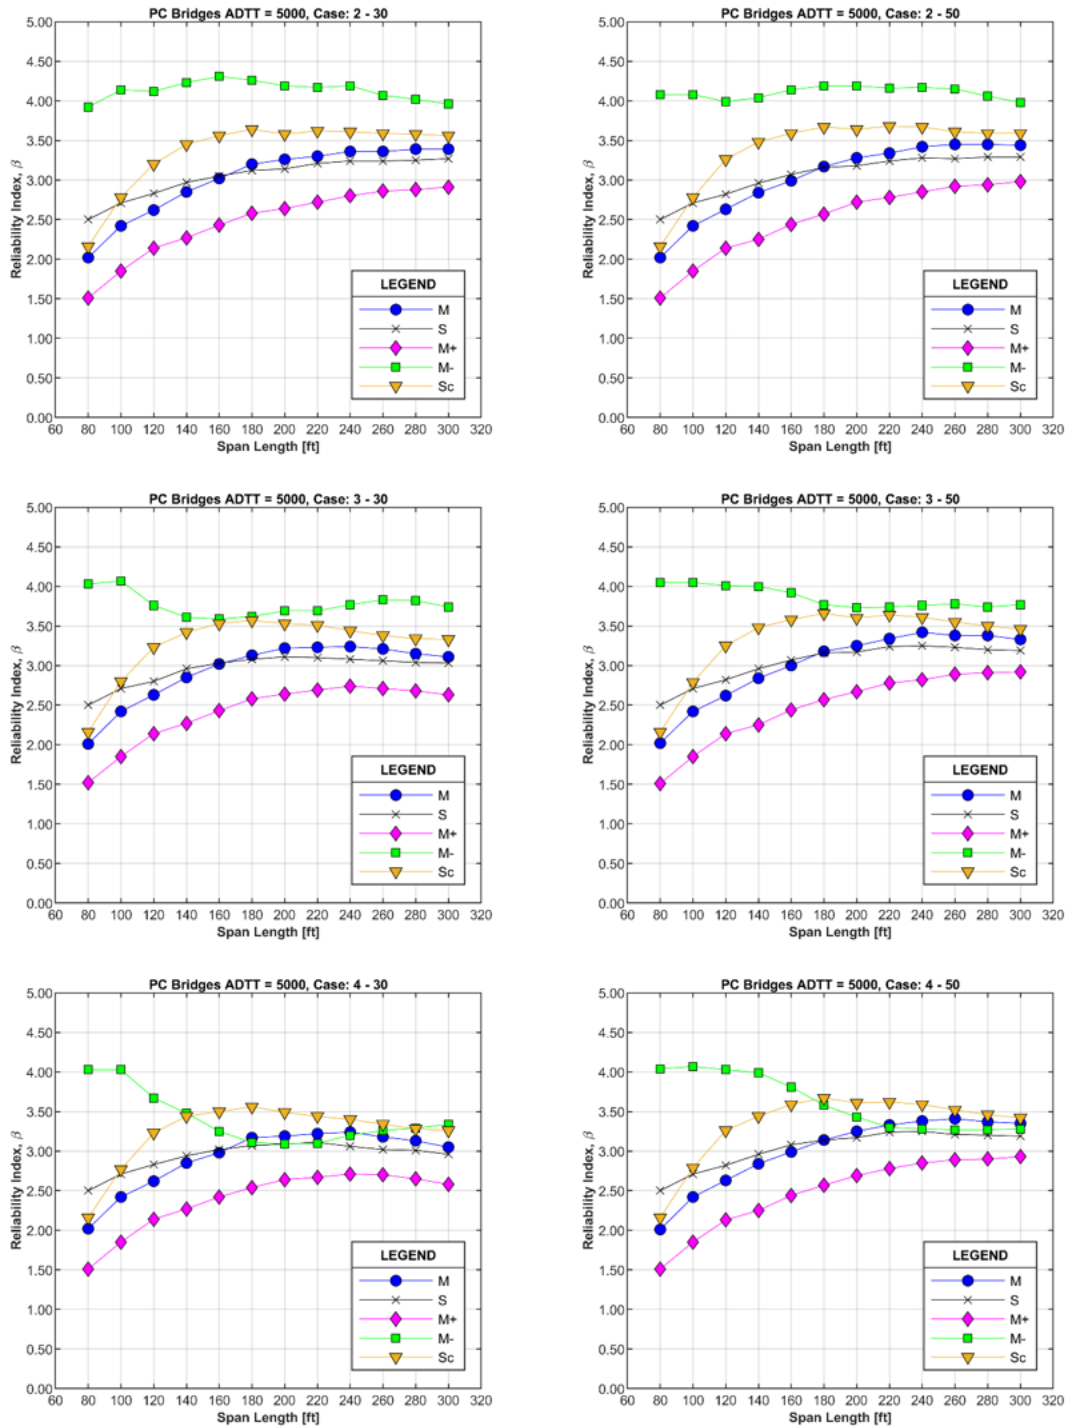 PC Bridges ADTT = 5000, Case: 2 - 30
5.00
4.50
4.00
3.50
3.00
2.50
2.00
1.50
1.00
0.50
0.00
Reliability Index, β
60 80 100 120 140 160 180 200 220 240 260 280 300 320
Span Length [ft]
LEGEND
M
S
M+
M-
Sc
PC Bridges ADTT = 5000, Case: 2 - 50
5.00
4.50
4.00
3.50
3.00
2.50
2.00
1.50
1.00
0.50
0.00
Reliability Index, β
60 80 100 120 140 160 180 200 220 240 260 280 300 320
Span Length [ft]
LEGEND
M
S
M+
M-
Sc
PC Bridges ADTT = 5000, Case: 3 - 30
5.00
4.50
4.00
3.50
3.00
2.50
2.00
1.50
1.00
0.50
0.00
Reliability Index, β
60 80 100 120 140 160 180 200 220 240 260 280 300 320
Span Length [ft]
LEGEND
M
S
M+
M-
Sc
PC Bridges ADTT = 5000, Case: 3 - 50
5.00
4.50
4.00
3.50
3.00
2.50
2.00
1.50
1.00
0.50
0.00
Reliability Index, β
60 80 100 120 140 160 180 200 220 240 260 280 300 320
Span Length [ft]
LEGEND
M
S
M+
M-
Sc
PC Bridges ADTT = 5000, Case: 4 - 30
5.00
4.50
4.00
3.50
3.00
2.50
2.00
1.50
1.00
0.50
0.00
Reliability Index, β
60 80 100 120 140 160 180 200 220 240 260 280 300 320
Span Length [ft]
LEGEND
M
S
M+
M-
Sc
PC Bridges ADTT = 5000, Case: 4 - 50
5.00
4.50
4.00
3.50
3.00
2.50
2.00
1.50
1.00
0.50
0.00
Reliability Index, β
60 80 100 120 140 160 180 200 220 240 260 280 300 320
Span Length [ft]
LEGEND
M
S
M+
M-
Sc